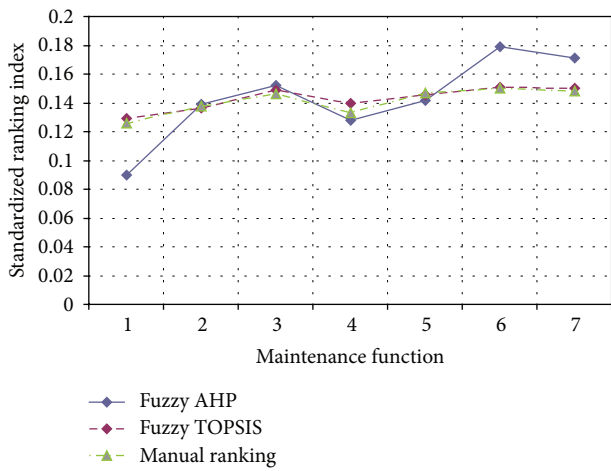 0.2
0.18
0.16
0.14
0.12
0.1
0.08
0.06
0.04
0.02
0
Standardized ranking index
1 2 3 4 5 6 7
Maintenance function
Fuzzy AHP
Fuzzy TOPSIS
Manual ranking